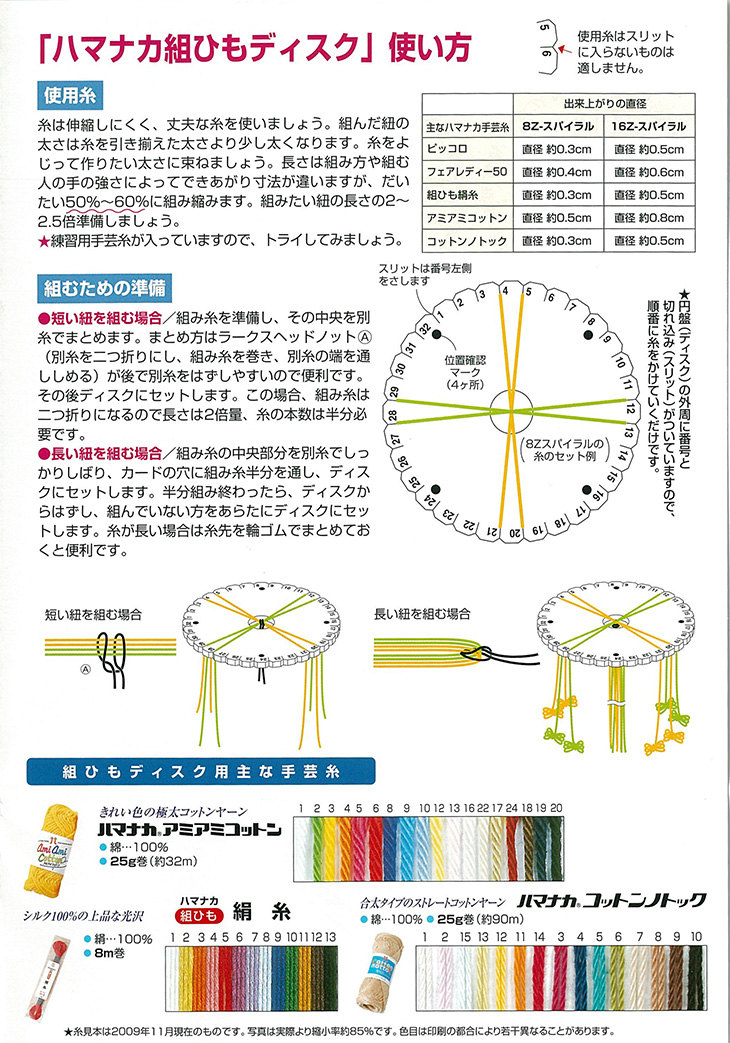 「ハマナカ組ひもディスク」使い方
5
6
使用糸はスリット
に入らないものは
適しません。
使用糸
糸は伸縮しにくく、丈夫な糸を使いましょう。組んだ紐の
太さは糸を引き揃えた太さより少し太くなります。糸をよ
じって作りたい太さに束ねましょう。長さは組み方や組む
人の手の強さによってできあがり寸法が違いますが、だい
たい50%〜60%に組み縮みます。組みたい紐の長さの2〜
2.5倍準備しましょう。
★練習用手芸糸が入っていますので、トライしてみましょう。
出来上がりの直径
主なハマナカ手芸糸 8Z-スパイラル 16Z-スパイラル
ピッコロ 直径 約0.3cm 直径 約0.5cm
フェアレディー50 直径 約0.4cm 直径 約0.6cm
組ひも絹糸 直径 約0.3cm 直径 約0.5cm
アミアミコットン 直径 約0.5cm 直径 約0.8cm
コットンノトック 直径 約0.3cm 直径 約0.5cm
組むための準備
●短い紐を組む場合／組み糸を準備し、その中央を別
糸でまとめます。まとめ方はラークスヘッドノットⒶ
（別糸を二つ折りにし、組み糸を巻き、別糸の端を通
ししめる）が後で別糸をはずしやすいので便利です。
その後ディスクにセットします。この場合、組み糸は
二つ折りになるので長さは2倍量、糸の本数は半分必
要です。
●長い紐を組む場合／組み糸の中央部分を別糸でしっ
かりしばり、カードの穴に組み糸半分を通し、ディス
クにセットします。半分組み終わったら、ディスクか
らはずし、組んでいない方をあらたにディスクにセッ
トします。糸が長い場合は糸先を輪ゴムでまとめてお
くと便利です。
スリットは番号左側
をさします
1 2 3 4 5 6 7 8 9 10 11 12 13 14 15 16 17 18 19 20 21 22 23 24 25 26 27 28 29 30 31 32
位置確認
マーク
（4ヶ所）
（8Zスパイラルの
糸のセット例）
★円盤（ディスク）の外周に番号と
切れ込み（スリット）がついていますので、
順番に糸をかけていくだけです。
短い紐を組む場合
Ⓐ
長い紐を組む場合
組ひもディスク用主な手芸糸
きれい色の極太コットンヤーン
ハマナカ® アミアミコットン
●綿…100%
●25g巻（約32m）
1 2 3 4 5 6 7 8 9 10 12 13 16 22 17 24 18 19 20
シルク100%の上品な光沢
ハマナカ
組ひも 絹糸
●絹…100%
●8m巻
1 2 3 4 5 6 7 8 9 10 11 12 13
合太タイプのストレートコットンヤーン
ハマナカ® コットンノトック
●綿…100% ●25g巻（約90m）
1 2 15 13 12 11 14 3 4 5 6 7 8 9 10
★糸見本は2009年11月現在のものです。写真は実際より縮小率約85%です。色目は印刷の都合により若干異なることがあります。